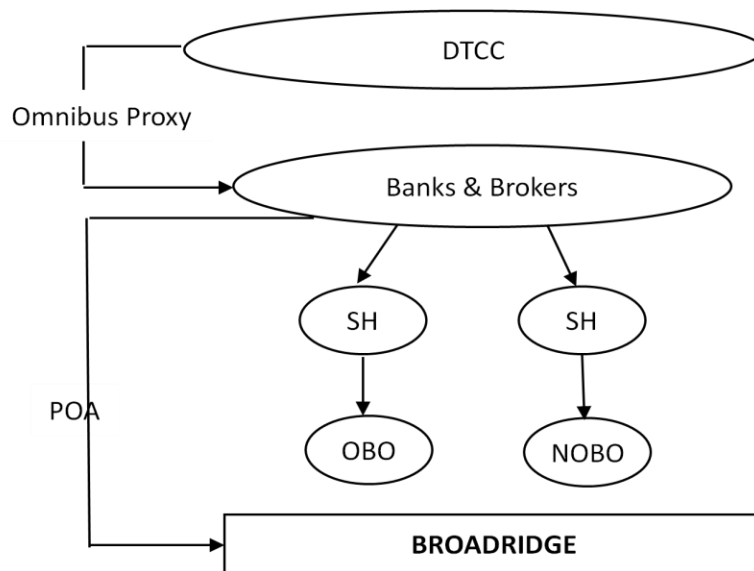 DTCC
Omnibus Proxy
Banks & Brokers
SH
SH
POA
OBO
NOBO
BROADRIDGE